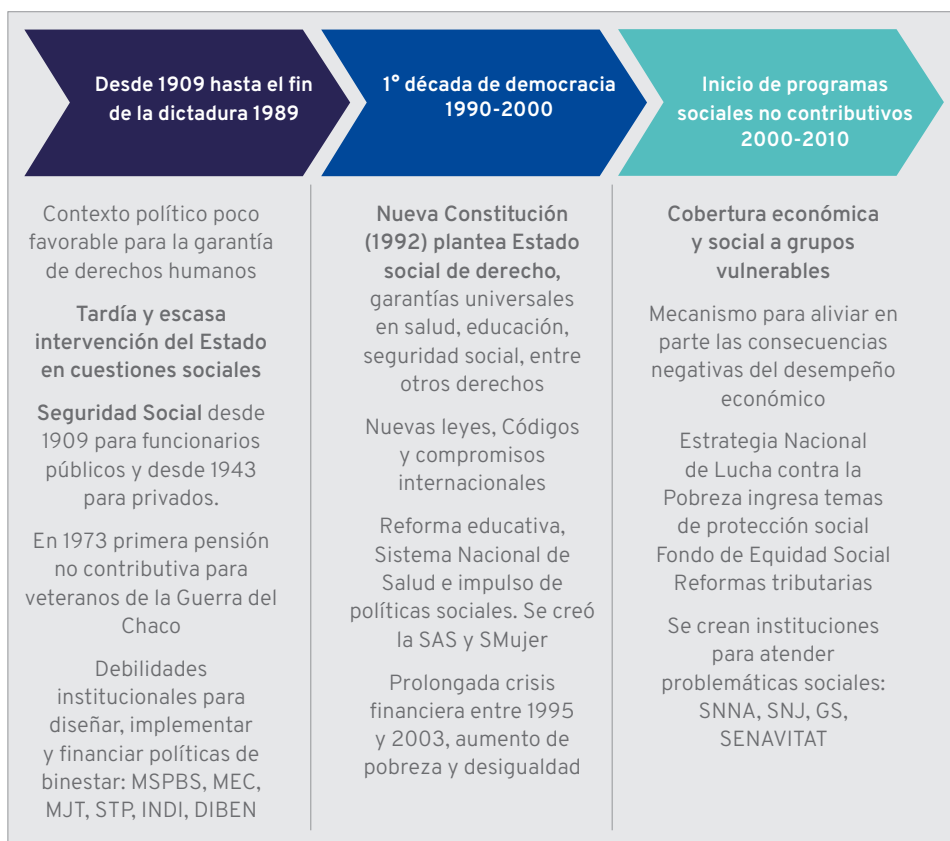 Desde 1909 hasta el fin
de la dictadura 1989
1° década de democracia
1990-2000
Inicio de programas
sociales no contributivos
2000-2010
Contexto político poco
favorable para la garantía
de derechos humanos
Tardía y escasa
intervención del Estado
en cuestiones sociales
Seguridad Social desde
1909 para funcionarios
públicos y desde 1943
para privados.
En 1973 primera pensión
no contributiva para
veteranos de la Guerra del
Chaco
Debilidades
institucionales para
diseñar, implementar
y financiar políticas de
binestar: MSPBS, MEC,
MJT, STP, INDI, DIBEN
Nueva Constitución
(1992) plantea Estado
social de derecho,
garantías universales
en salud, educación,
seguridad social, entre
otros derechos
Nuevas leyes, Códigos
y compromisos
internacionales
Reforma educativa,
Sistema Nacional de
Salud e impulso de
políticas sociales. Se creó
la SAS y SMujer
Prolongada crisis
financiera entre 1995
y 2003, aumento de
pobreza y desigualdad
Cobertura económica
y social a grupos
vulnerables
Mecanismo para aliviar en
parte las consecuencias
negativas del desempeño
económico
Estrategia Nacional
de Lucha contra la
Pobreza ingresa temas
de protección social
Fondo de Equidad Social
Reformas tributarias
Se crean instituciones
para atender
problemáticas sociales:
SNNA, SNJ, GS,
SENAVITAT